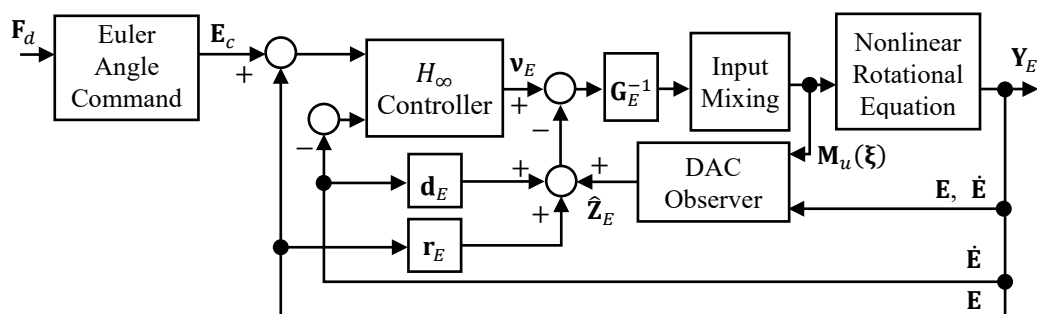 𝐅_d
Euler
Angle
Command
𝐄_c
+
H_∞
Controller
−
𝛎_E
+
−
𝐆_E^{-1}
Input
Mixing
Nonlinear
Rotational
Equation
𝐘_E
𝐌_u(𝛏)
𝐝_E
+
+
+
𝐙̂_E
DAC
Observer
𝐄, 𝐄̇
𝐫_E
𝐄̇
𝐄